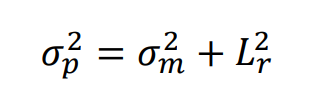 σ_p^2 = σ_m^2 + L_r^2